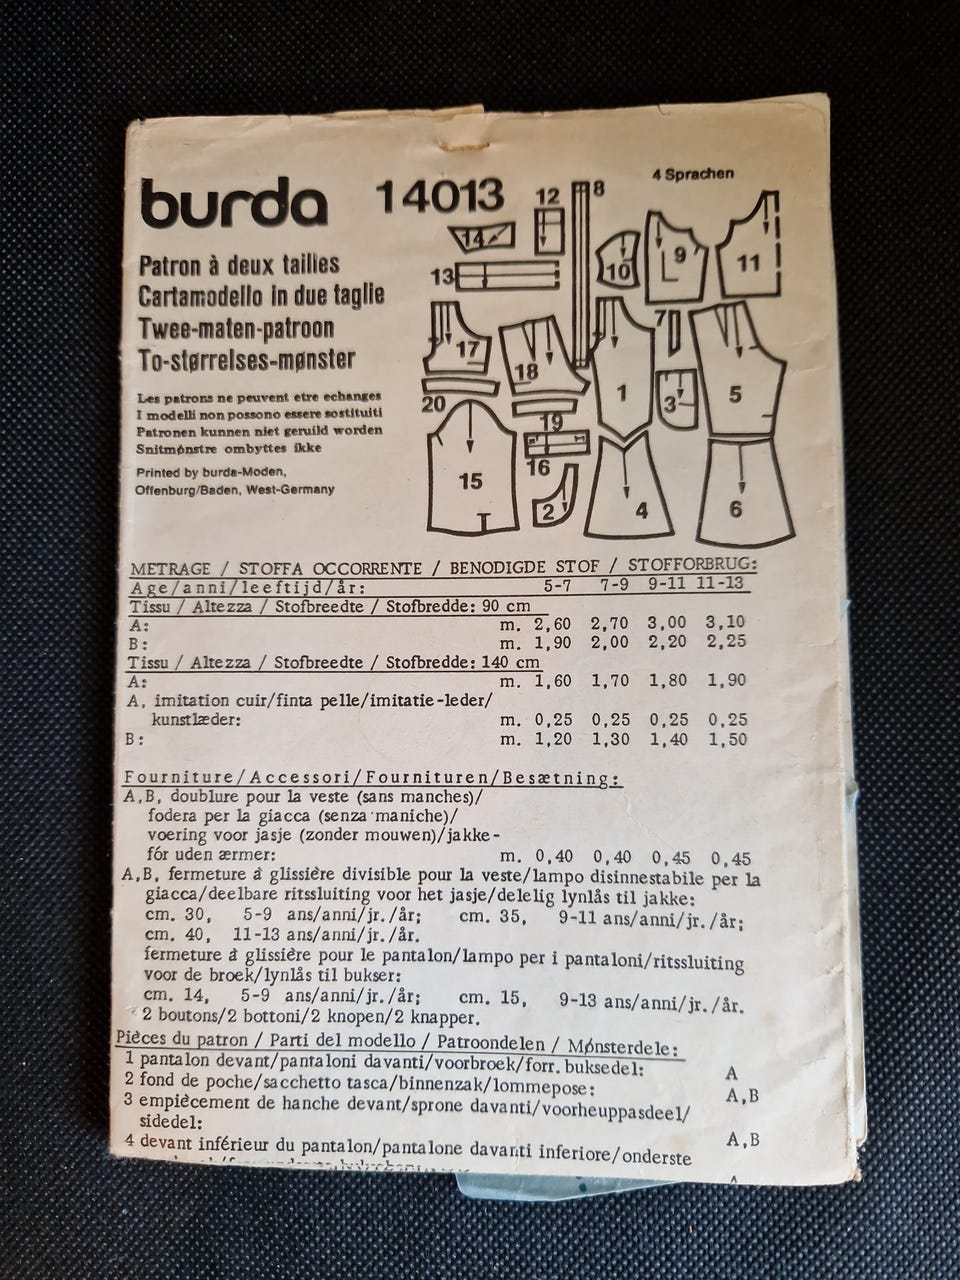 burda 14013
4 Sprachen
Patron à deux tailles
Cartamodello in due taglie
Twee-maten-patroon
To-størrelses-mønster
Les patrons ne peuvent etre echanges
I modelli non possono essere sostituiti
Patronen kunnen niet geruild worden
Snitmønstre ombyttes ikke
Printed by burda-Moden,
Offenburg/Baden, West-Germany
12
8
14
13
10
9
11
17
18
1
7
3
5
20
19
16
15
2
4
6
METRAGE / STOFFA OCCORRENTE / BENODIGDE STOF / STOFFORBRUG:
Age/anni/leeftijd/år: 5-7 7-9 9-11 11-13
Tissu / Altezza / Stofbreedte / Stofbredde: 90 cm
A: m. 2,60 2,70 3,00 3,10
B: m. 1,90 2,00 2,20 2,25
Tissu / Altezza / Stofbreedte / Stofbredde: 140 cm
A: m. 1,60 1,70 1,80 1,90
A, imitation cuir/finta pelle/imitatie-leder/
kunstlæder: m. 0,25 0,25 0,25 0,25
B: m. 1,20 1,30 1,40 1,50
Fourniture/Accessori/Fournituren/Besætning:
A,B, doublure pour la veste (sans manches)/
fodera per la giacca (senza maniche)/
voering voor jasje (zonder mouwen)/jakke-
fór uden ærmer: m. 0,40 0,40 0,45 0,45
A,B, fermeture à glissière divisible pour la veste/lampo disinnestabile per la
giacca/deelbare ritssluiting voor het jasje/delelig lynlås til jakke:
cm. 30, 5-9 ans/anni/jr./år; cm. 35, 9-11 ans/anni/jr./år;
cm. 40, 11-13 ans/anni/jr./år.
fermeture à glissière pour le pantalon/lampo per i pantaloni/ritssluiting
voor de broek/lynlås til bukser:
cm. 14, 5-9 ans/anni/jr./år; cm. 15, 9-13 ans/anni/jr./år.
2 boutons/2 bottoni/2 knopen/2 knapper.
Pièces du patron / Parti del modello / Patroondelen / Mønsterdele:
1 pantalon devant/pantaloni davanti/voorbroek/forr. buksedel: A
2 fond de poche/sacchetto tasca/binnenzak/lommepose: A,B
3 empiècement de hanche devant/sprone davanti/voorheuppasdeel/
sidedel: A,B
4 devant inférieur du pantalon/pantalone davanti inferiore/onderste